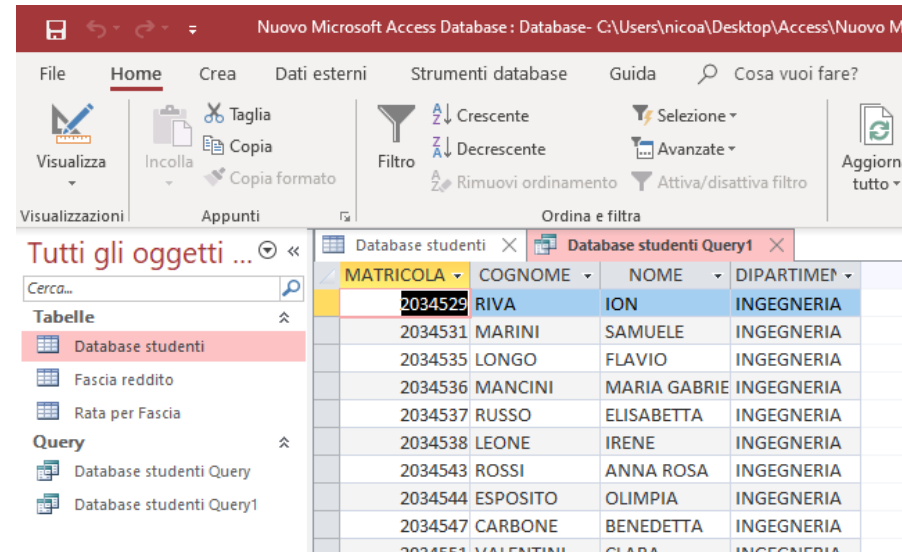 Nuovo Microsoft Access Database : Database- C:\Users\nicoa\Desktop\Access\Nuovo M
File Home Crea Dati esterni Strumenti database Guida Cosa vuoi fare?
Visualizza
Incolla
Taglia
Copia
Copia formato
Filtro
Crescente
Decrescente
Rimuovi ordinamento
Selezione
Avanzate
Attiva/disattiva filtro
Aggiorn
tutto
Visualizzazioni Appunti Ordina e filtra
Tutti gli oggetti ...
Cerca...
Tabelle
Database studenti
Fascia reddito
Rata per Fascia
Query
Database studenti Query
Database studenti Query1
Database studenti Database studenti Query1
MATRICOLA COGNOME NOME DIPARTIMEN
2034529 RIVA ION INGEGNERIA
2034531 MARINI SAMUELE INGEGNERIA
2034535 LONGO FLAVIO INGEGNERIA
2034536 MANCINI MARIA GABRIE INGEGNERIA
2034537 RUSSO ELISABETTA INGEGNERIA
2034538 LEONE IRENE INGEGNERIA
2034543 ROSSI ANNA ROSA INGEGNERIA
2034544 ESPOSITO OLIMPIA INGEGNERIA
2034547 CARBONE BENEDETTA INGEGNERIA
2034551 VALENTINI CLARA INGEGNERIA